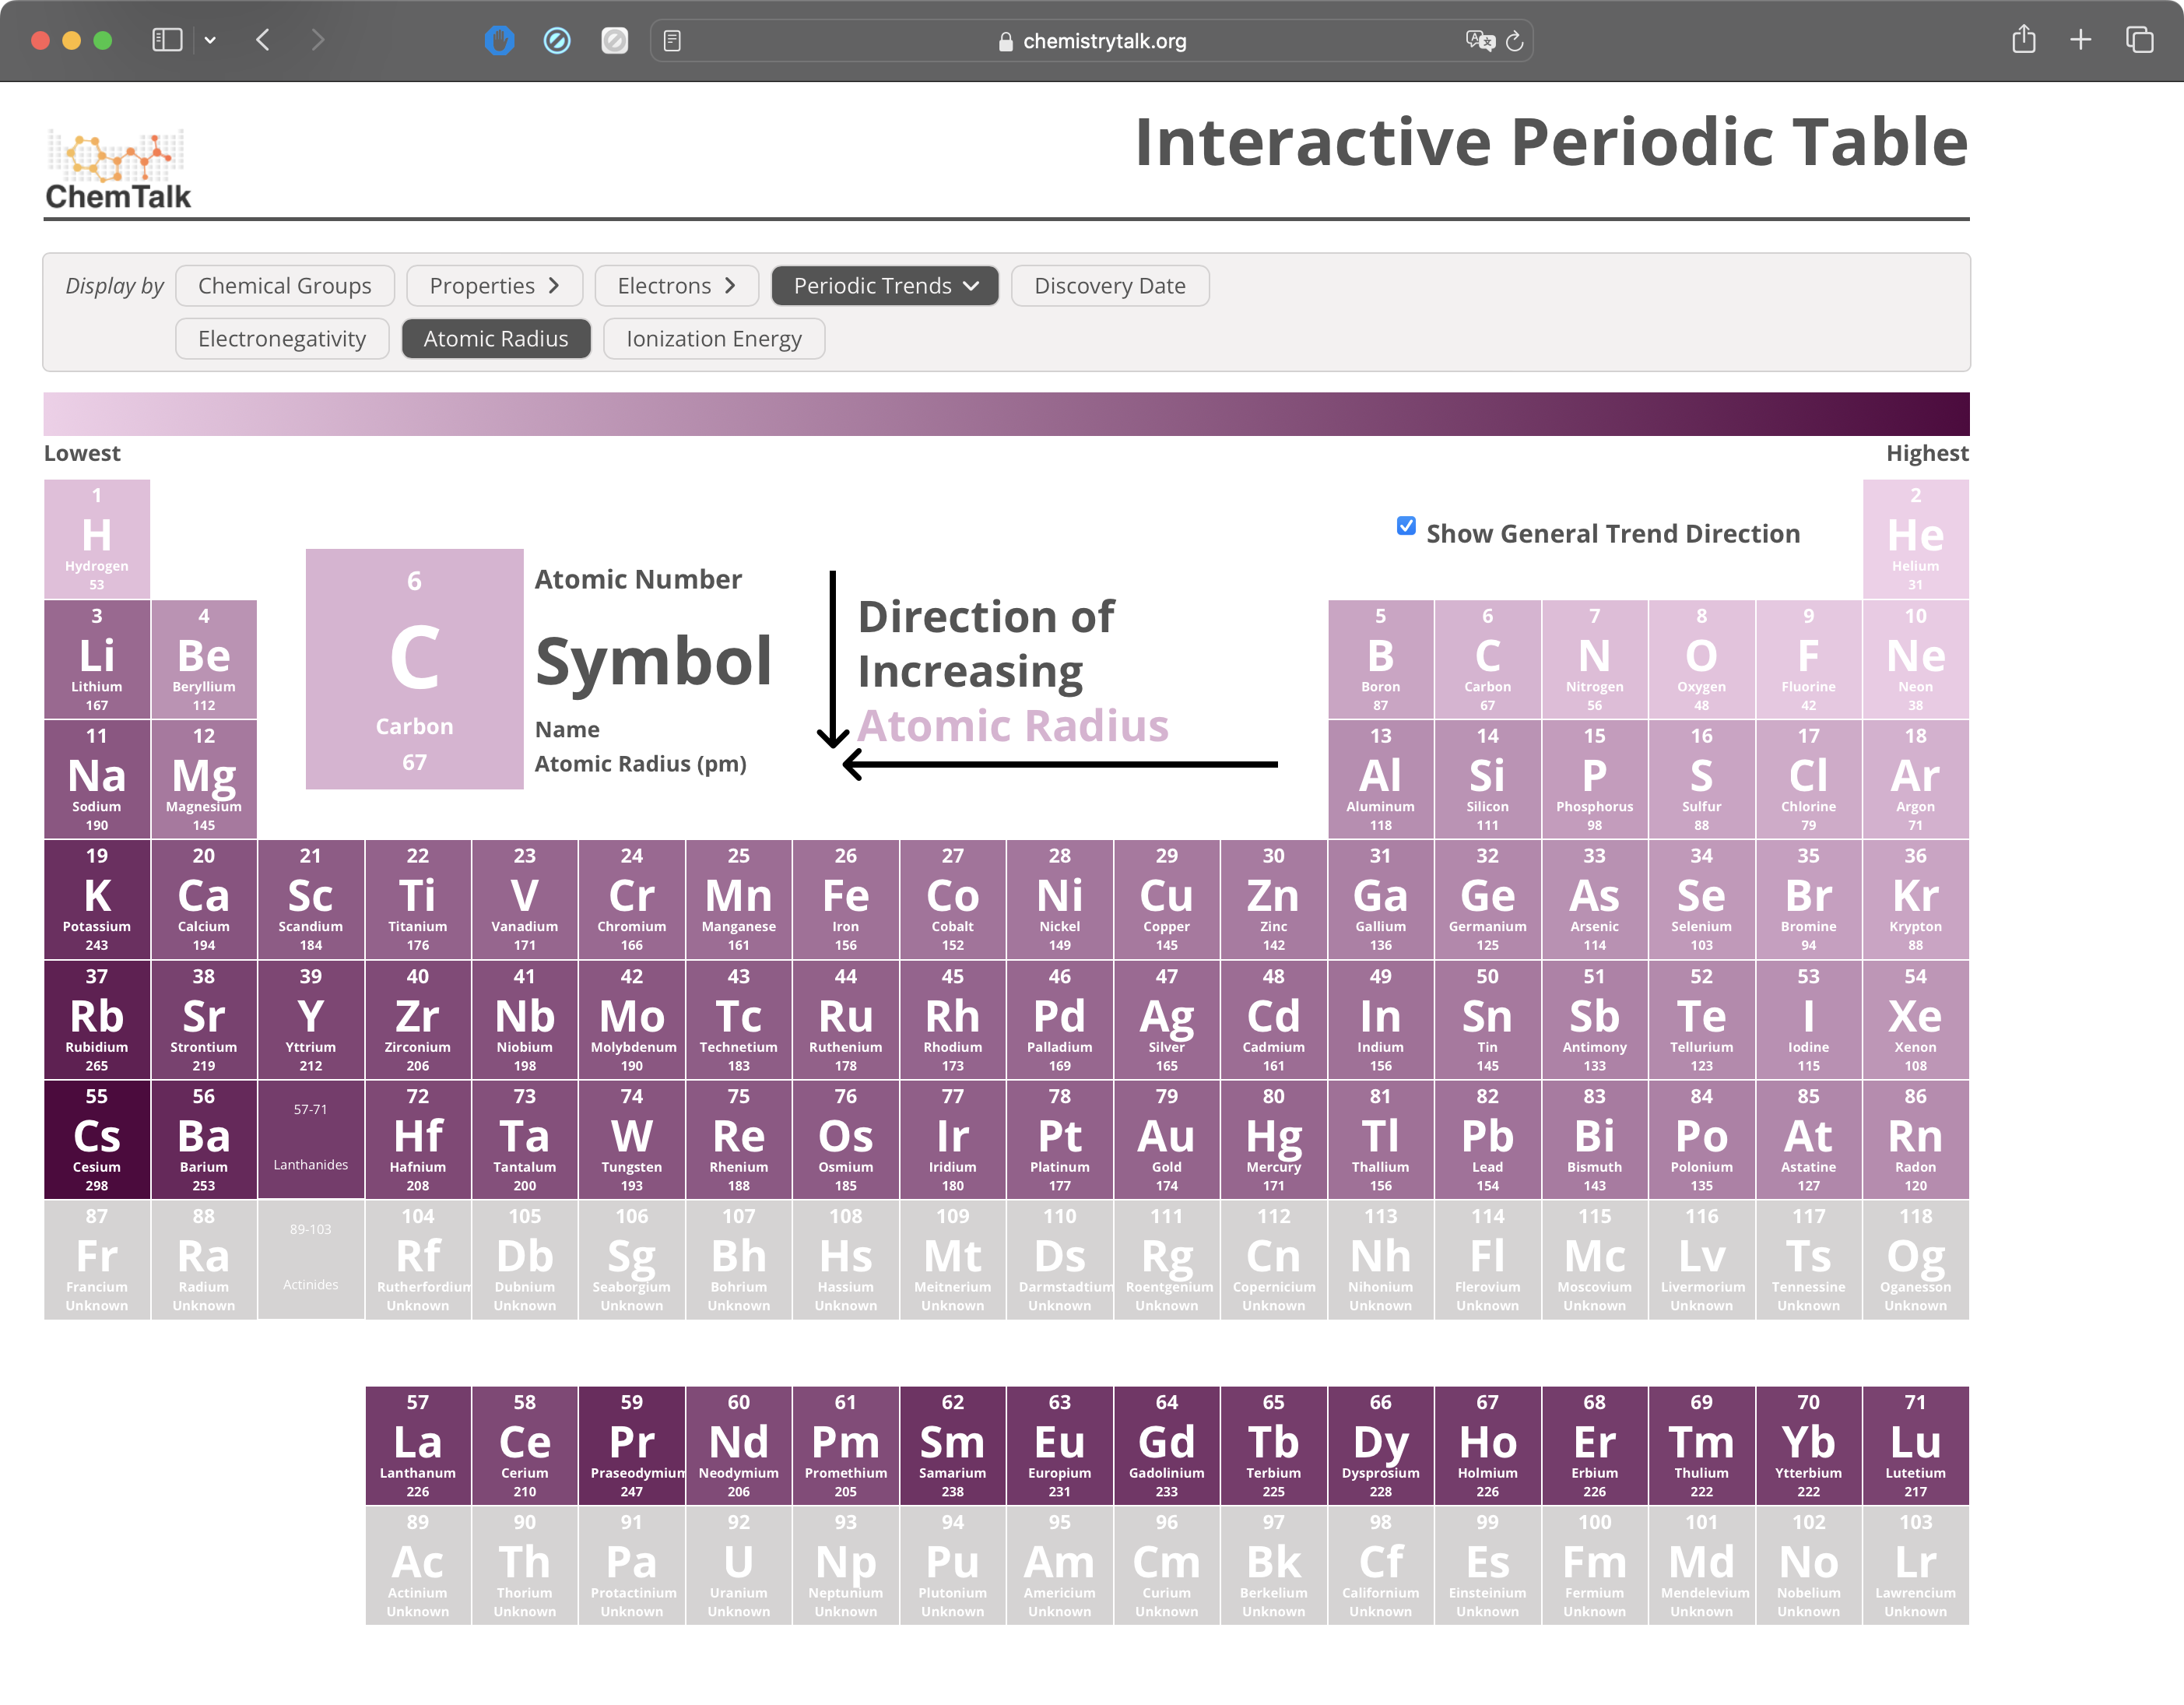 chemistrytalk.org
ChemTalk
Interactive Periodic Table
Display by Chemical Groups Properties Electrons Periodic Trends Discovery Date
Electronegativity Atomic Radius Ionization Energy
Lowest Highest
1 2
H He
Hydrogen Helium
53 31
Show General Trend Direction
6 Atomic Number
C Symbol
Carbon Name
67 Atomic Radius (pm)
Direction of
Increasing
Atomic Radius
3 4 5 6 7 8 9 10
Li Be B C N O F Ne
Lithium Beryllium Boron Carbon Nitrogen Oxygen Fluorine Neon
167 112 87 67 56 48 42 38
11 12 13 14 15 16 17 18
Na Mg Al Si P S Cl Ar
Sodium Magnesium Aluminum Silicon Phosphorus Sulfur Chlorine Argon
190 145 118 111 98 88 79 71
19 20 21 22 23 24 25 26 27 28 29 30 31 32 33 34 35 36
K Ca Sc Ti V Cr Mn Fe Co Ni Cu Zn Ga Ge As Se Br Kr
Potassium Calcium Scandium Titanium Vanadium Chromium Manganese Iron Cobalt Nickel Copper Zinc Gallium Germanium Arsenic Selenium Bromine Krypton
243 194 184 176 171 166 161 156 152 149 145 142 136 125 114 103 94 88
37 38 39 40 41 42 43 44 45 46 47 48 49 50 51 52 53 54
Rb Sr Y Zr Nb Mo Tc Ru Rh Pd Ag Cd In Sn Sb Te I Xe
Rubidium Strontium Yttrium Zirconium Niobium Molybdenum Technetium Ruthenium Rhodium Palladium Silver Cadmium Indium Tin Antimony Tellurium Iodine Xenon
265 219 212 206 198 190 183 178 173 169 165 161 156 145 133 123 115 108
55 56 57-71 72 73 74 75 76 77 78 79 80 81 82 83 84 85 86
Cs Ba Hf Ta W Re Os Ir Pt Au Hg Tl Pb Bi Po At Rn
Cesium Barium Lanthanides Hafnium Tantalum Tungsten Rhenium Osmium Iridium Platinum Gold Mercury Thallium Lead Bismuth Polonium Astatine Radon
298 253 208 200 193 188 185 180 177 174 171 156 154 143 135 127 120
87 88 89-103 104 105 106 107 108 109 110 111 112 113 114 115 116 117 118
Fr Ra Rf Db Sg Bh Hs Mt Ds Rg Cn Nh Fl Mc Lv Ts Og
Francium Radium Actinides Rutherfordium Dubnium Seaborgium Bohrium Hassium Meitnerium Darmstadtium Roentgenium Copernicium Nihonium Flerovium Moscovium Livermorium Tennessine Oganesson
Unknown Unknown Unknown Unknown Unknown Unknown Unknown Unknown Unknown Unknown Unknown Unknown Unknown Unknown Unknown Unknown Unknown
57 58 59 60 61 62 63 64 65 66 67 68 69 70 71
La Ce Pr Nd Pm Sm Eu Gd Tb Dy Ho Er Tm Yb Lu
Lanthanum Cerium Praseodymium Neodymium Promethium Samarium Europium Gadolinium Terbium Dysprosium Holmium Erbium Thulium Ytterbium Lutetium
226 210 247 206 205 238 231 233 225 228 226 226 222 222 217
89 90 91 92 93 94 95 96 97 98 99 100 101 102 103
Ac Th Pa U Np Pu Am Cm Bk Cf Es Fm Md No Lr
Actinium Thorium Protactinium Uranium Neptunium Plutonium Americium Curium Berkelium Californium Einsteinium Fermium Mendelevium Nobelium Lawrencium
Unknown Unknown Unknown Unknown Unknown Unknown Unknown Unknown Unknown Unknown Unknown Unknown Unknown Unknown Unknown